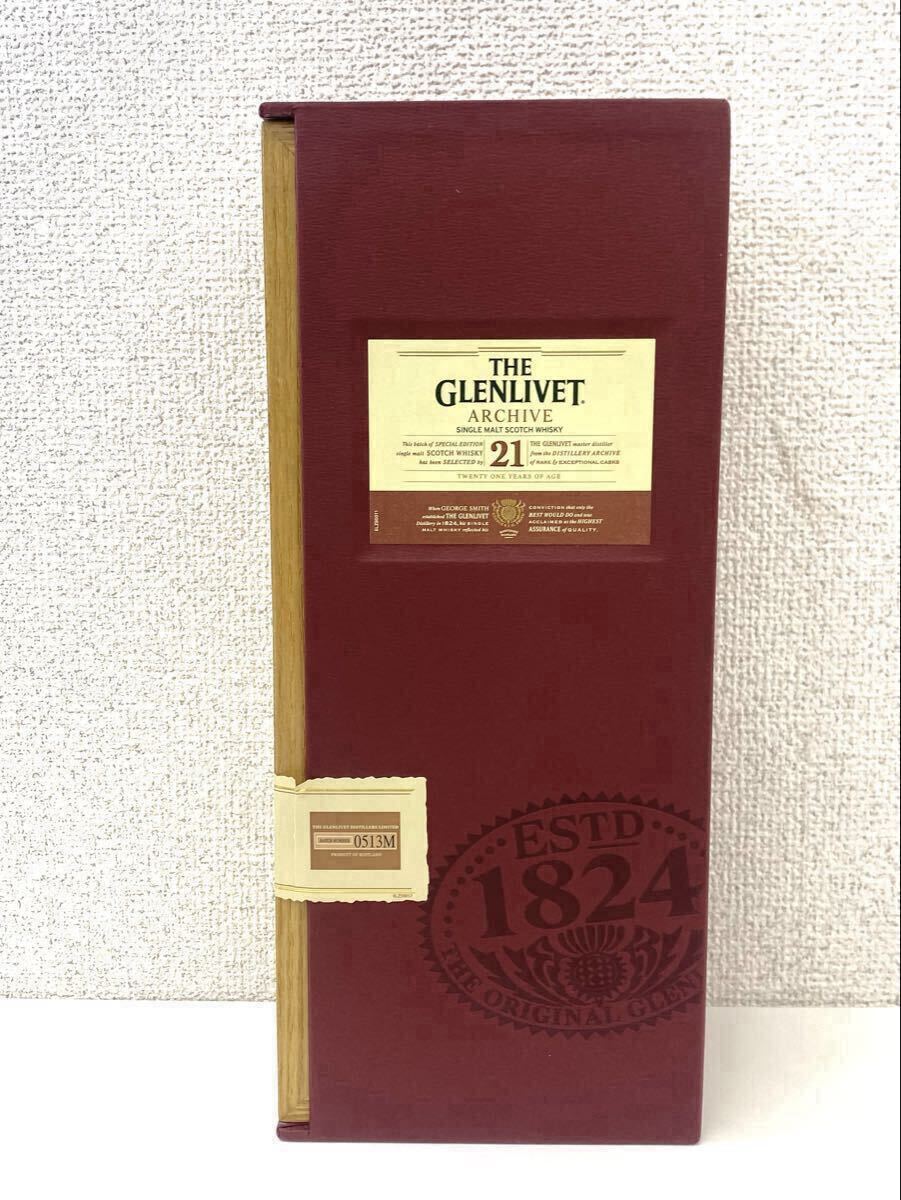 THE
GLENLIVET.
ARCHIVE
SINGLE MALT SCOTCH WHISKY
This batch of SPECIAL EDITION
single malt SCOTCH WHISKY
has been SELECTED by
21
THE GLENLIVET master distiller
from the DISTILLERY ARCHIVE
of RARE & EXCEPTIONAL CASKS
TWENTY ONE YEARS OF AGE
When GEORGE SMITH
established THE GLENLIVET
Distillery in 1824, his SINGLE
MALT WHISKY reflected his
CONVICTION that only the
BEST WOULD DO and was
ACCLAIMED as the HIGHEST
ASSURANCE of QUALITY.
THE GLENLIVET DISTILLERS LIMITED
BATCH NUMBER 0513M
PRODUCT OF SCOTLAND
ESTD
1824
THE ORIGINAL GLEN